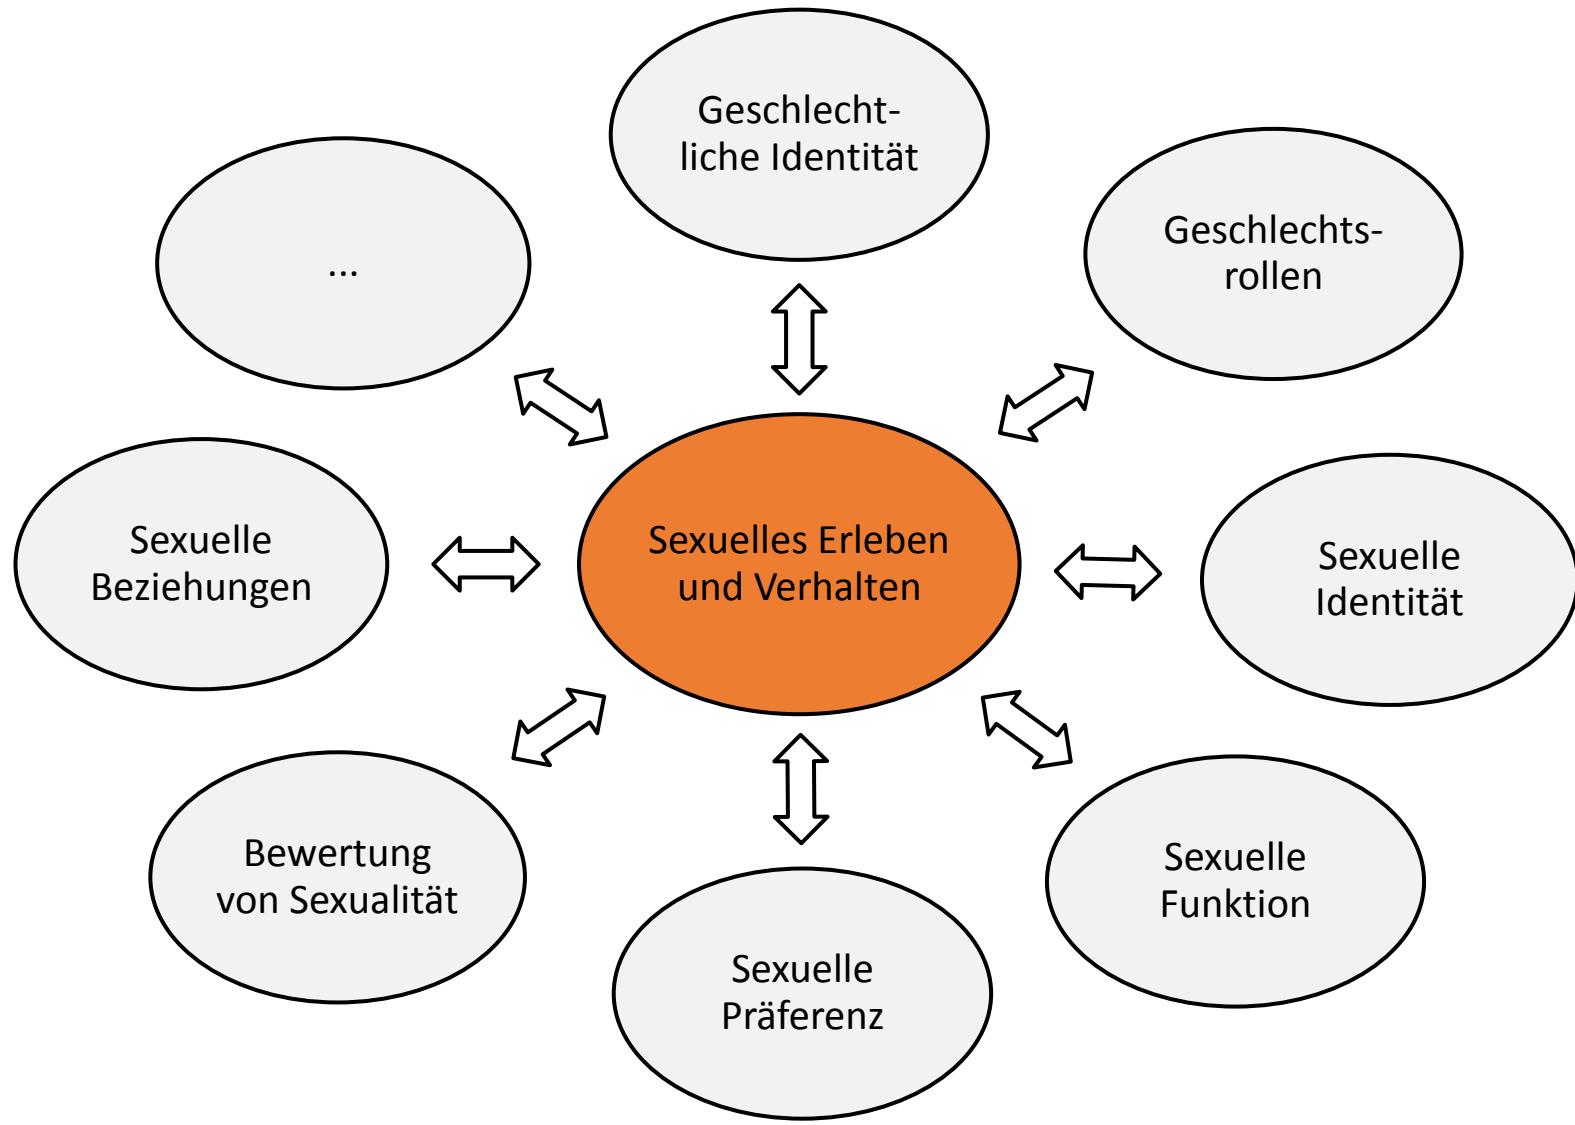 Geschlecht-
liche Identität
Geschlechts-
rollen
...
Sexuelle
Beziehungen
Sexuelles Erleben
und Verhalten
Sexuelle
Identität
Bewertung
von Sexualität
Sexuelle
Funktion
Sexuelle
Präferenz